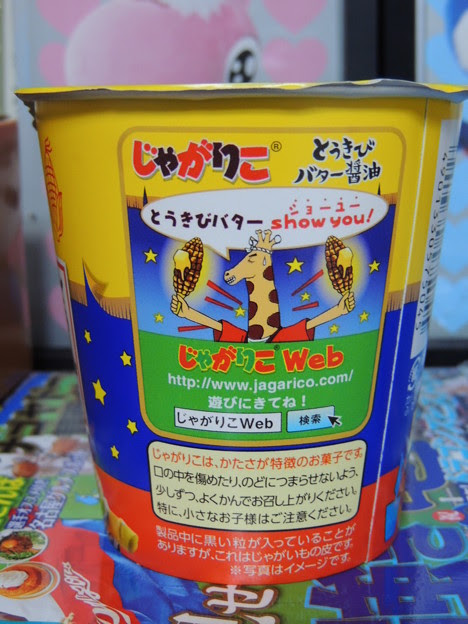 じゃがりこ®
とうきび
バター醤油
ショーユー
とうきびバター show you!
じゃがりこ Web
http://www.jagarico.com/
遊びにきてね!
じゃがりこWeb 検索
じゃがりこは、かたさが特徴のお菓子です。
口の中を傷めたり、のどにつまらせないよう、
少しずつ、よくかんでお召し上がりください。
特に、小さなお子様はご注意ください。
製品中に黒い粒が入っていることが
ありますが、これはじゃがいもの皮です。
※写真はイメージです。